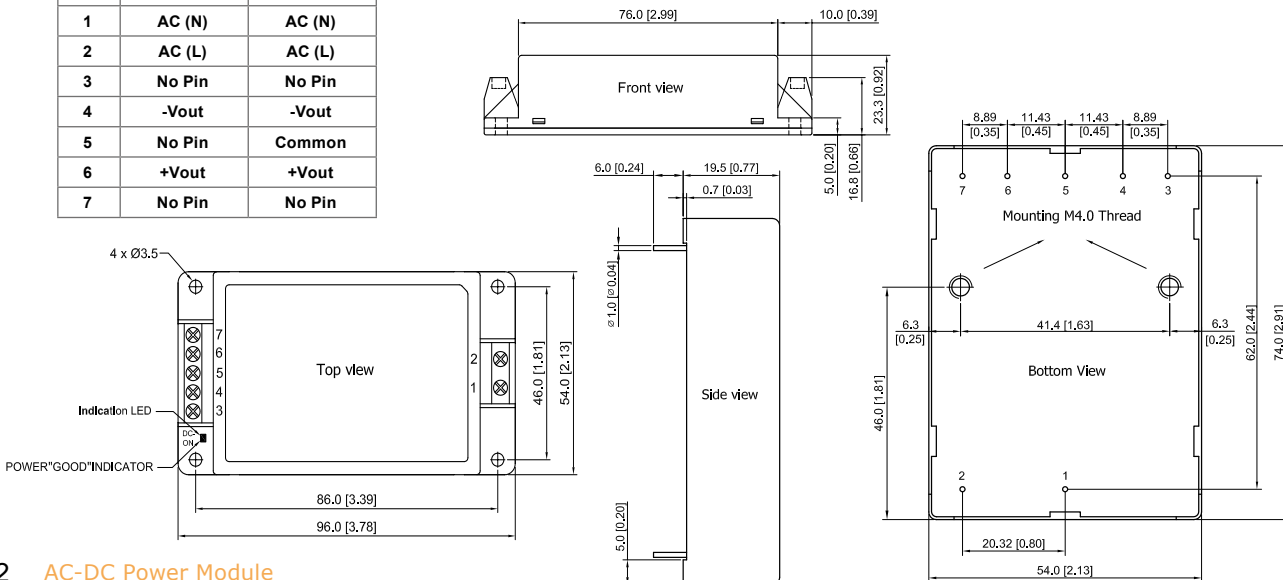 1 AC (N) AC (N)
2 AC (L) AC (L)
3 No Pin No Pin
4 -Vout -Vout
5 No Pin Common
6 +Vout +Vout
7 No Pin No Pin
76.0 [2.99]
10.0 [0.39]
Front view
23.3 [0.92]
5.0 [0.20]
16.8 [0.66]
4 x Ø3.5
7
6
5
4
3
Top view
2
1
46.0 [1.81]
54.0 [2.13]
Indication LED
DC-
ON
POWER"GOOD"INDICATOR
86.0 [3.39]
96.0 [3.78]
6.0 [0.24]
19.5 [0.77]
0.7 [0.03]
Ø1.0 [Ø0.04]
Side view
5.0 [0.20]
8.89
[0.35]
11.43
[0.45]
11.43
[0.45]
8.89
[0.35]
7 6 5 4 3
Mounting M4.0 Thread
6.3
[0.25]
41.4 [1.63]
6.3
[0.25]
62.0 [2.44]
74.0 [2.91]
46.0 [1.81]
Bottom View
2 1
20.32 [0.80]
54.0 [2.13]
2 AC-DC Power Module